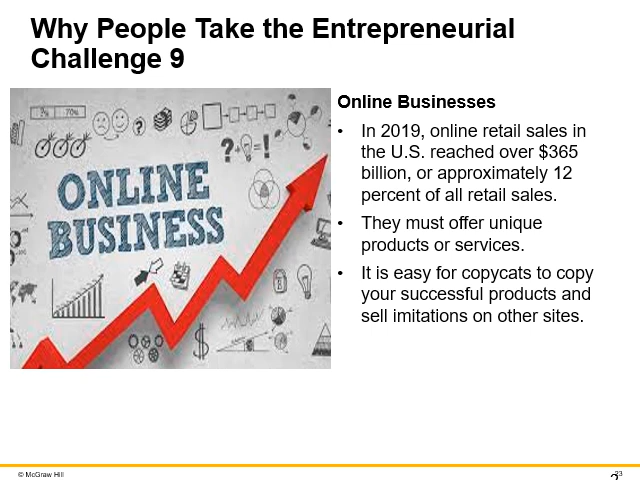 Why People Take the Entrepreneurial
Challenge 9
ONLINE
BUSINESS
Online Businesses
• In 2019, online retail sales in
the U.S. reached over $365
billion, or approximately 12
percent of all retail sales.
• They must offer unique
products or services.
• It is easy for copycats to copy
your successful products and
sell imitations on other sites.
© McGraw Hill
23